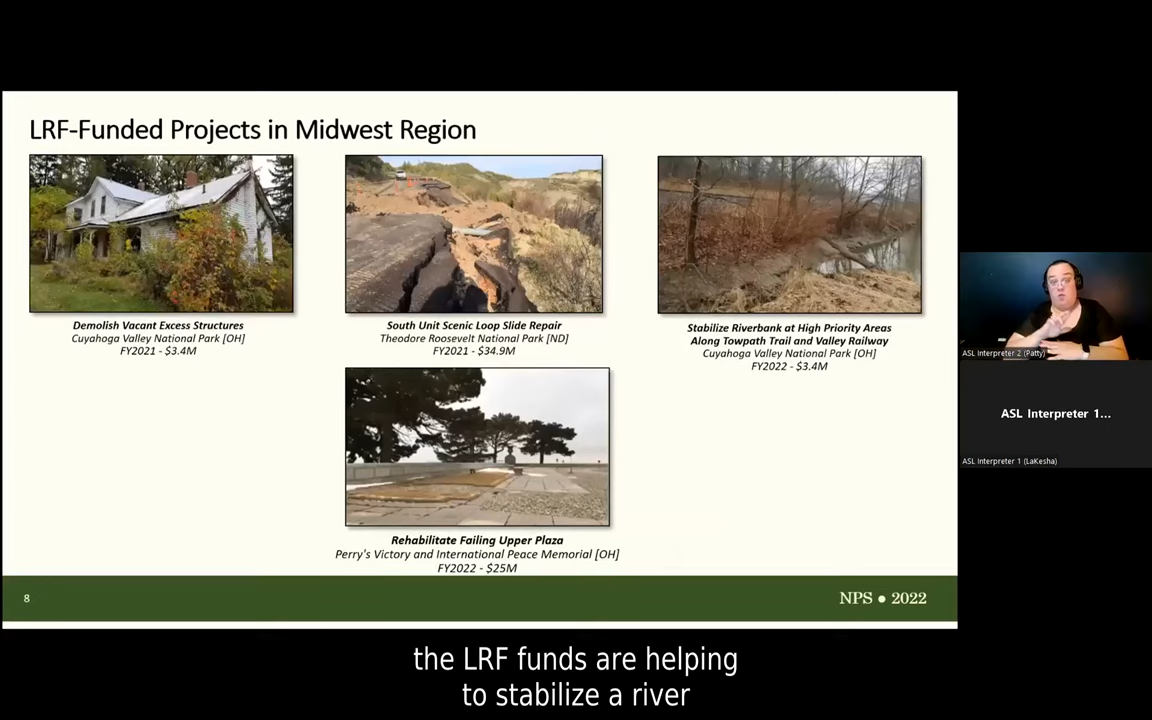 LRF-Funded Projects in Midwest Region
Demolish Vacant Excess Structures
Cuyahoga Valley National Park [OH]
FY2021 - $3.4M
South Unit Scenic Loop Slide Repair
Theodore Roosevelt National Park [ND]
FY2021 - $34.9M
Stabilize Riverbank at High Priority Areas
Along Towpath Trail and Valley Railway
Cuyahoga Valley National Park [OH]
FY2022 - $3.4M
Rehabilitate Failing Upper Plaza
Perry's Victory and International Peace Memorial [OH]
FY2022 - $25M
8
NPS ● 2022
ASL Interpreter 2 (Patty)
ASL Interpreter 1...
ASL Interpreter 1 (LaKesha)
the LRF funds are helping
to stabilize a river